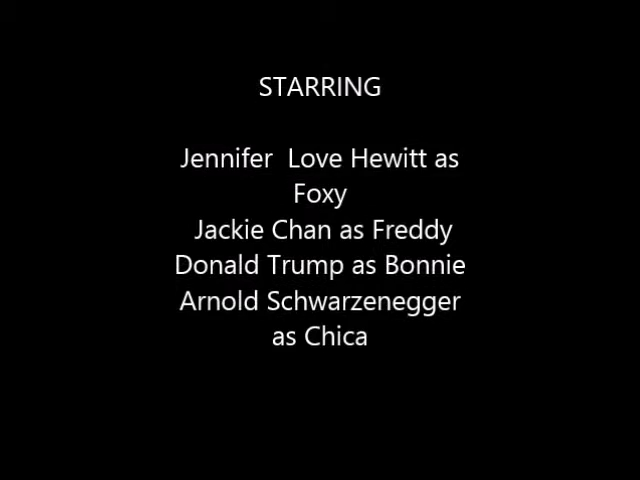 STARRING
Jennifer  Love Hewitt as
Foxy
Jackie Chan as Freddy
Donald Trump as Bonnie
Arnold Schwarzenegger
as Chica